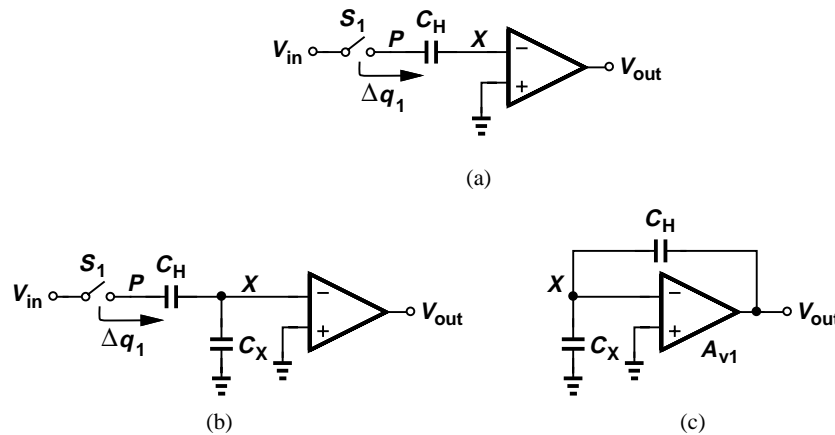 S1
P
CH
X
Vin
Δq1
−
+
Vout
(a)
S1
P
CH
X
Vin
Δq1
CX
−
+
Vout
(b)
CH
X
−
+
CX
Av1
Vout
(c)